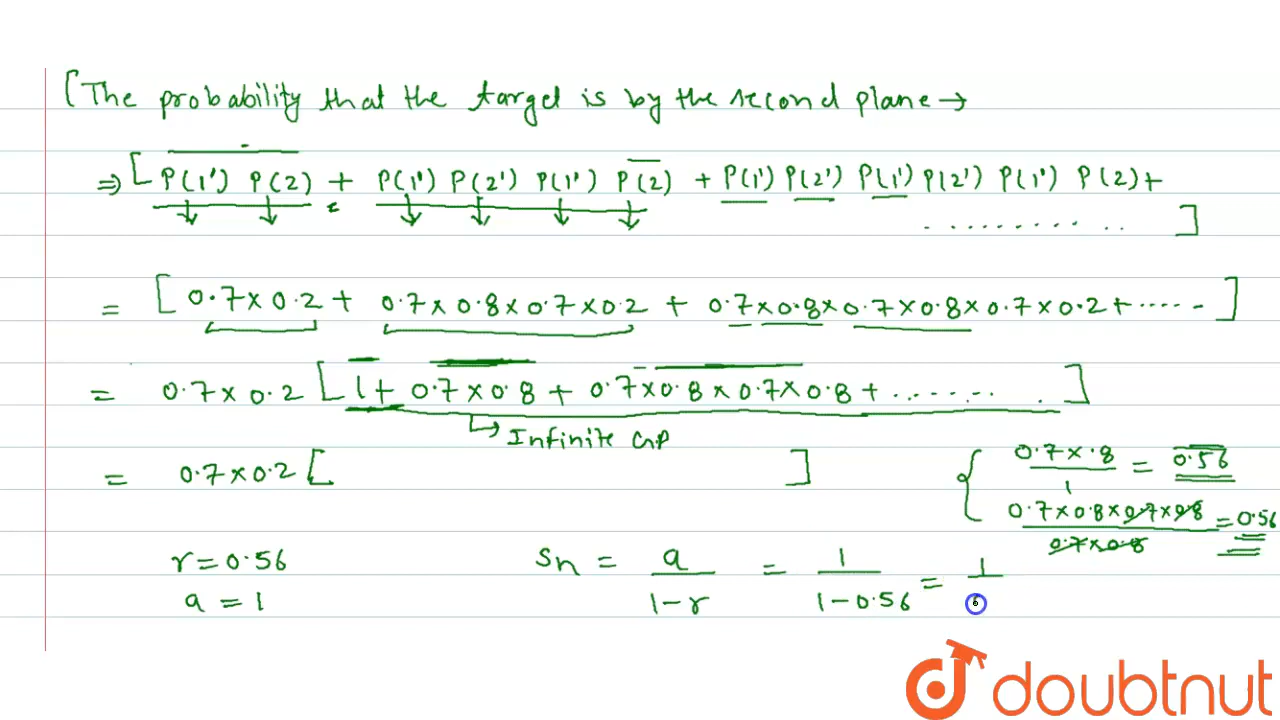 [The probability that the target is by the second plane →
⇒ [P(1') P(2) + P(1') P(2') P(1') P(2) + P(1') P(2') P(1') P(2') P(1') P(2) +
............ ]
= [0.7×0.2 + 0.7×0.8×0.7×0.2 + 0.7×0.8×0.7×0.8×0.7×0.2+.....]
= 0.7×0.2 [1+ 0.7×0.8 + 0.7×0.8×0.7×0.8+........]
↳ Infinite GP
= 0.7×0.2 [ ]
{ 0.7×.8 / 1 = 0.56
0.7×0.8×0.7×0.8 / 0.7×0.8 = 0.56
r = 0.56
a = 1
Sn = a / 1-r = 1 / 1-0.56 = 1 /
doubtnut